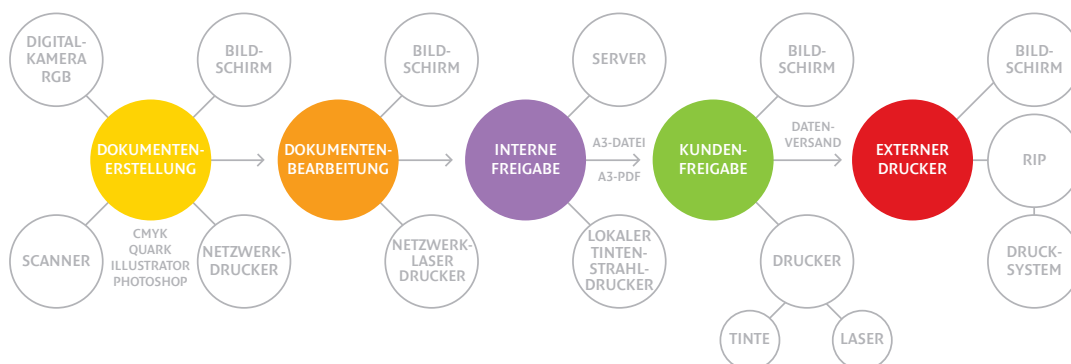 DIGITAL-
KAMERA
RGB
BILD-
SCHIRM
BILD-
SCHIRM
SERVER
BILD-
SCHIRM
BILD-
SCHIRM
DOKUMENTEN-
ERSTELLUNG
DOKUMENTEN-
BEARBEITUNG
INTERNE
FREIGABE
A3-DATEI
A3-PDF
KUNDEN-
FREIGABE
DATEN-
VERSAND
EXTERNER
DRUCKER
RIP
SCANNER
CMYK
QUARK
ILLUSTRATOR
PHOTOSHOP
NETZWERK-
DRUCKER
NETZWERK-
LASER
DRUCKER
LOKALER
TINTEN-
STRAHL-
DRUCKER
DRUCKER
DRUCK-
SYSTEM
TINTE
LASER